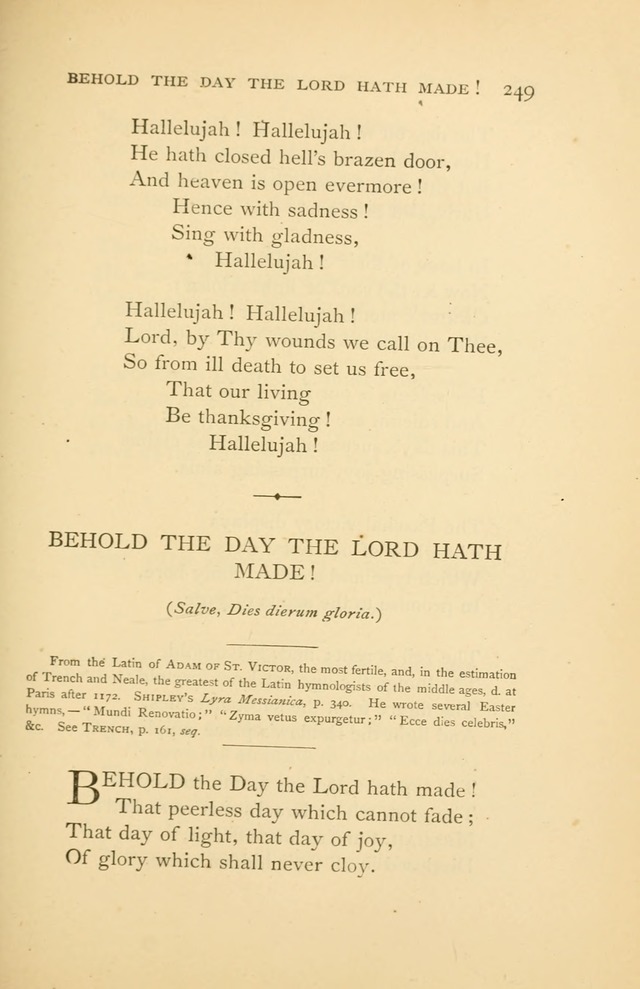 BEHOLD THE DAY THE LORD HATH MADE! 249
Hallelujah! Hallelujah!
He hath closed hell's brazen door,
And heaven is open evermore!
Hence with sadness!
Sing with gladness,
Hallelujah!
Hallelujah! Hallelujah!
Lord, by Thy wounds we call on Thee,
So from ill death to set us free,
That our living
Be thanksgiving!
Hallelujah!
BEHOLD THE DAY THE LORD HATH
MADE!
(Salve, Dies dierum gloria.)
From the Latin of ADAM OF ST. VICTOR, the most fertile, and, in the estimation
of Trench and Neale, the greatest of the Latin hymnologists of the middle ages, d. at
Paris after 1172. SHIPLEY'S Lyra Messianica, p. 340. He wrote several Easter
hymns,—"Mundi Renovatio;" "Zyma vetus expurgetur;" "Ecce dies celebris,"
&c. See TRENCH, p. 161, seq.
BEHOLD the Day the Lord hath made!
That peerless day which cannot fade;
That day of light, that day of joy,
Of glory which shall never cloy.